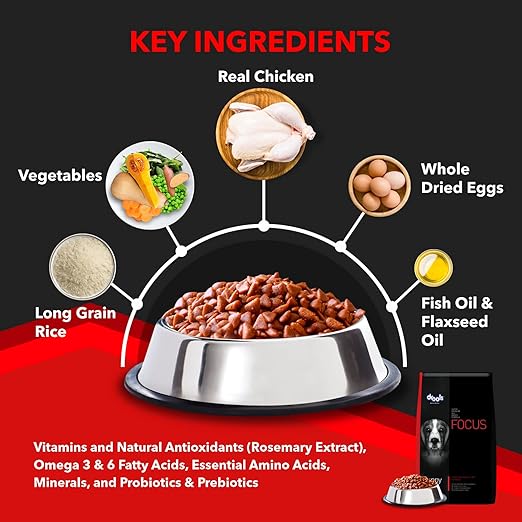 KEY INGREDIENTS
Real Chicken
Vegetables
Whole
Dried Eggs
Long Grain
Rice
Fish Oil &
Flaxseed
Oil
drools
FOCUS
Vitamins and Natural Antioxidants (Rosemary Extract),
Omega 3 & 6 Fatty Acids, Essential Amino Acids,
Minerals, and Probiotics & Prebiotics